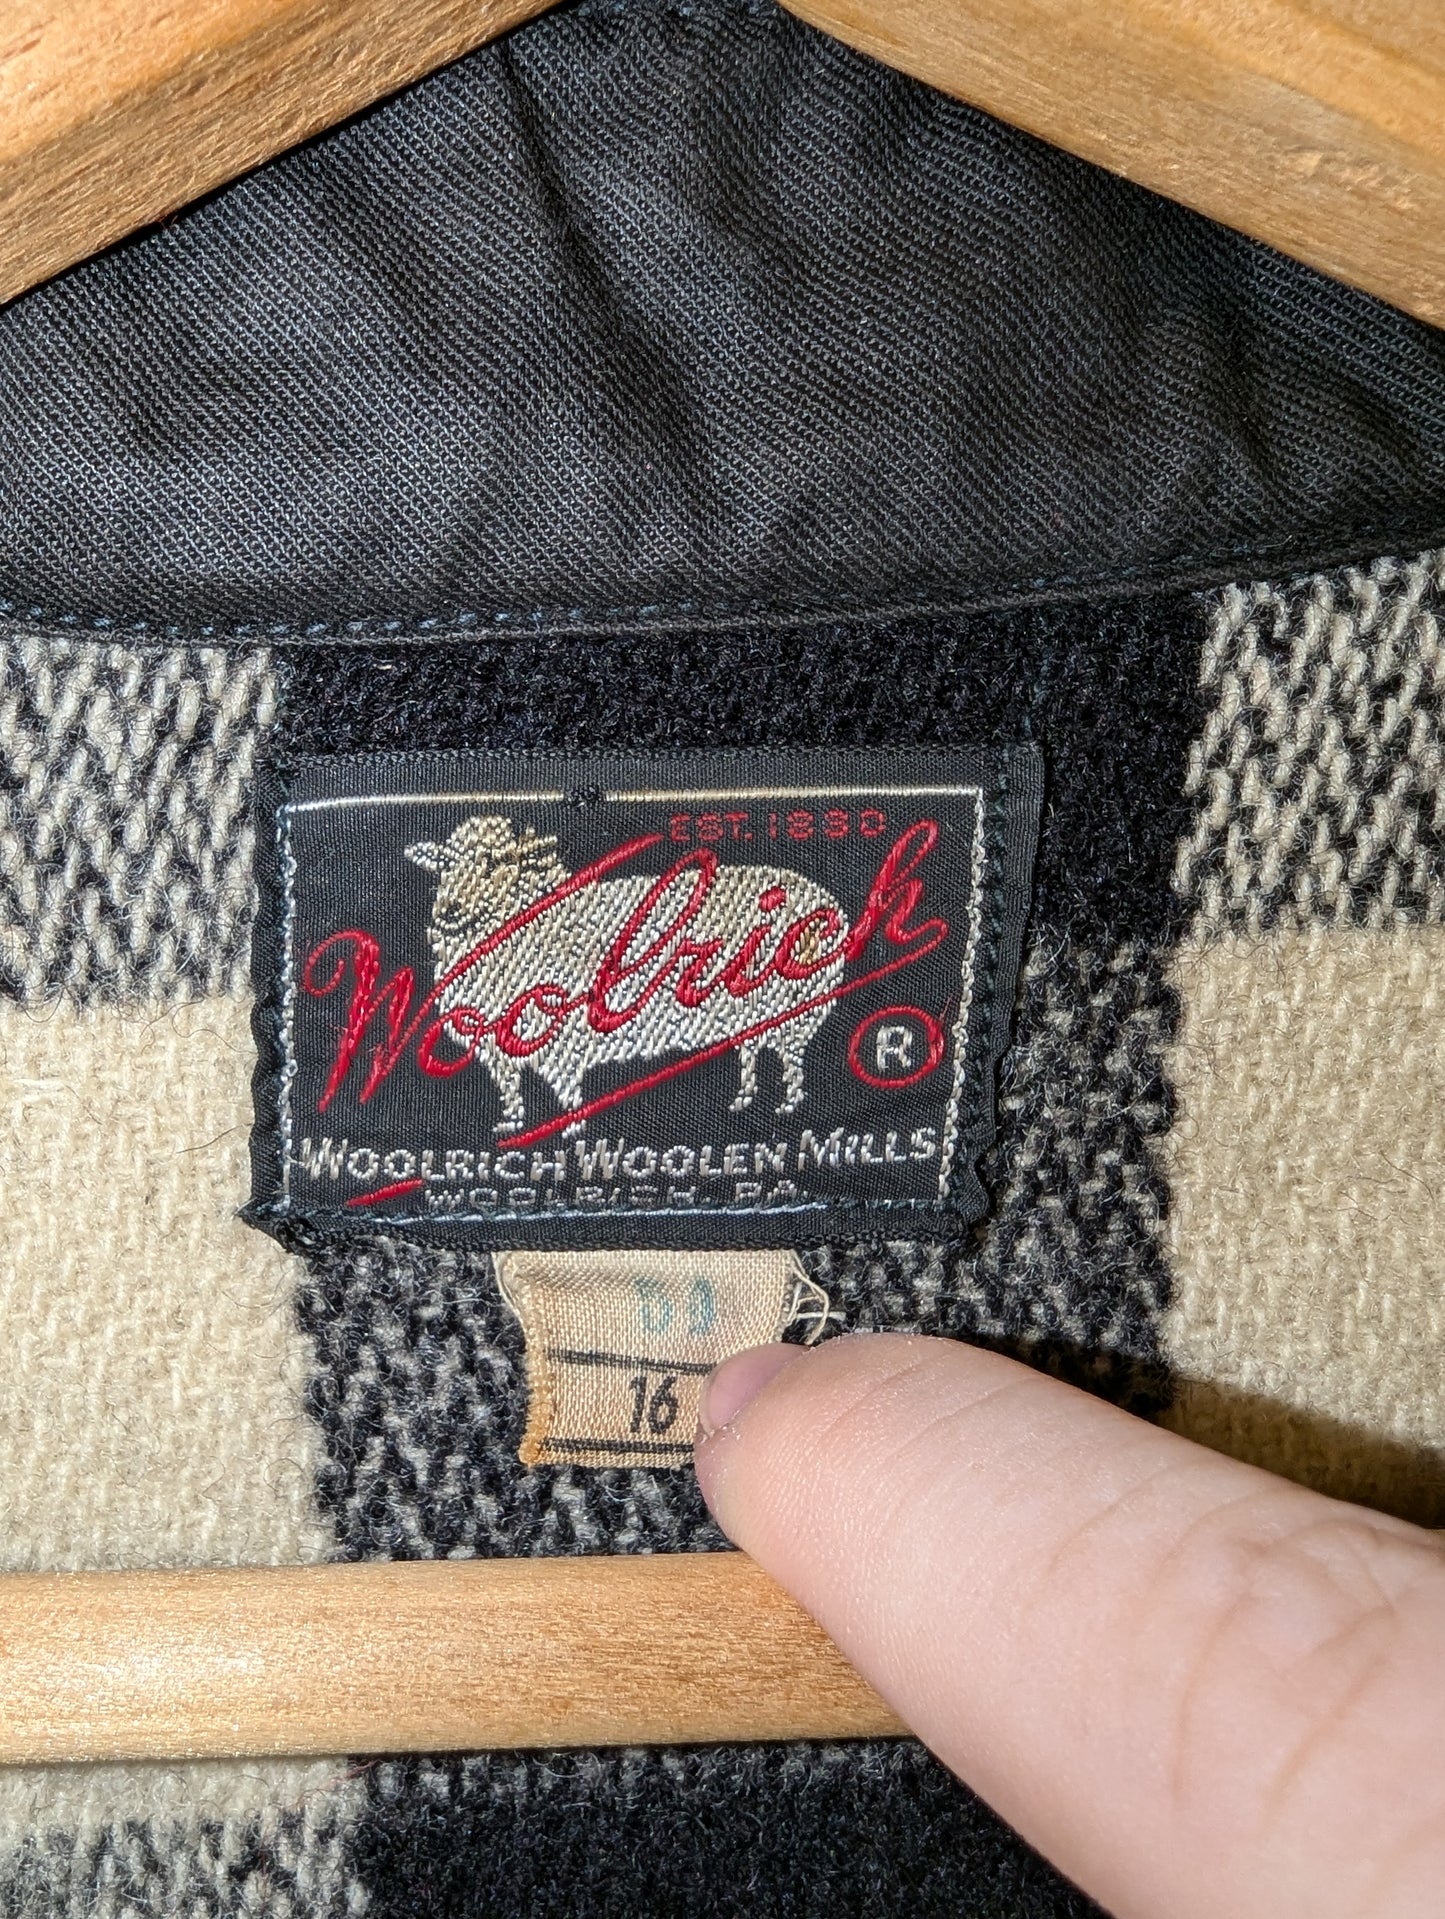 EST. 1830
Woolrich
R
WOOLRICH WOOLEN MILLS
WOOLRICH, PA.
16